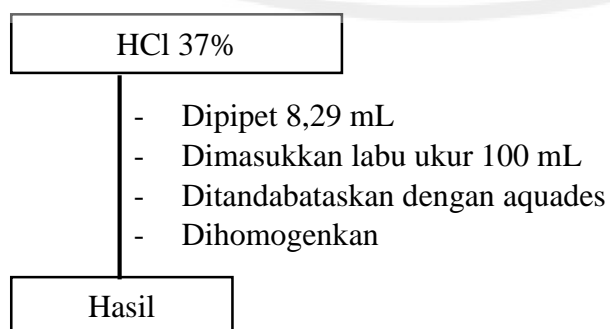 HCl 37%
- Dipipet 8,29 mL
- Dimasukkan labu ukur 100 mL
- Ditandabataskan dengan aquades
- Dihomogenkan
Hasil